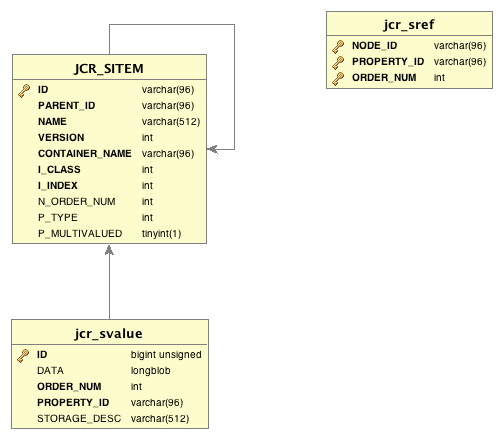 JCR_SITEM
ID varchar(96)
PARENT_ID varchar(96)
NAME varchar(512)
VERSION int
CONTAINER_NAME varchar(96)
I_CLASS int
I_INDEX int
N_ORDER_NUM int
P_TYPE int
P_MULTIVALUED tinyint(1)
jcr_sref
NODE_ID varchar(96)
PROPERTY_ID varchar(96)
ORDER_NUM int
jcr_svalue
ID bigint unsigned
DATA longblob
ORDER_NUM int
PROPERTY_ID varchar(96)
STORAGE_DESC varchar(512)